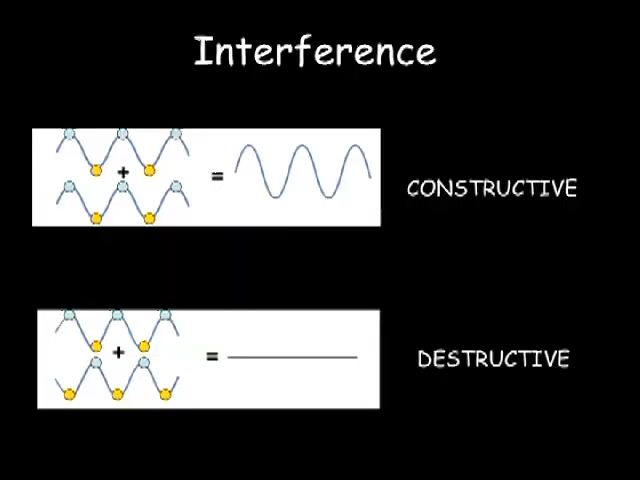 Interference
+ =
CONSTRUCTIVE
+ =
DESTRUCTIVE